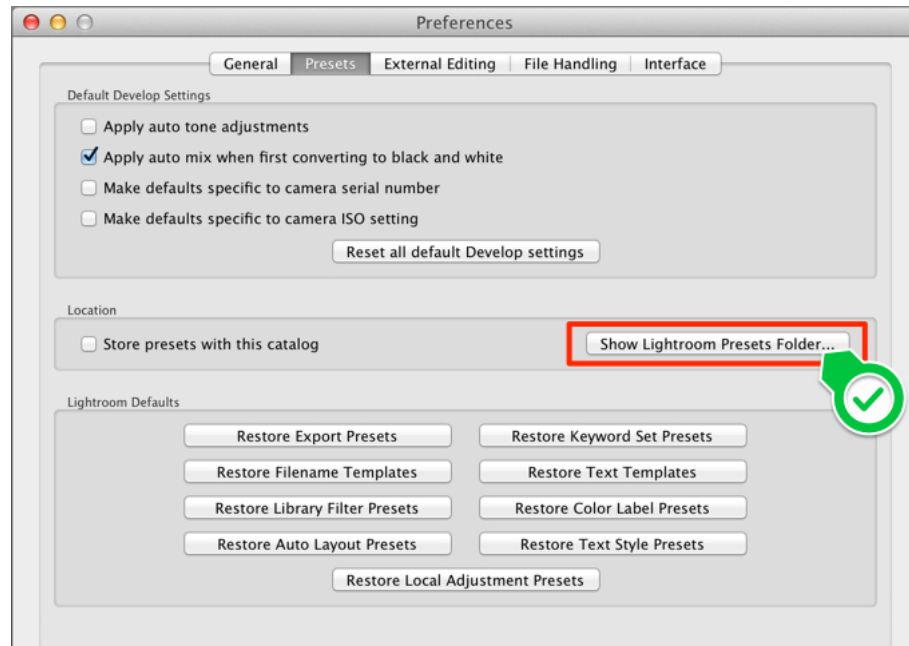 Preferences
General Presets External Editing File Handling Interface
Default Develop Settings
Apply auto tone adjustments
Apply auto mix when first converting to black and white
Make defaults specific to camera serial number
Make defaults specific to camera ISO setting
Reset all default Develop settings
Location
Store presets with this catalog Show Lightroom Presets Folder...
Lightroom Defaults
Restore Export Presets Restore Keyword Set Presets
Restore Filename Templates Restore Text Templates
Restore Library Filter Presets Restore Color Label Presets
Restore Auto Layout Presets Restore Text Style Presets
Restore Local Adjustment Presets